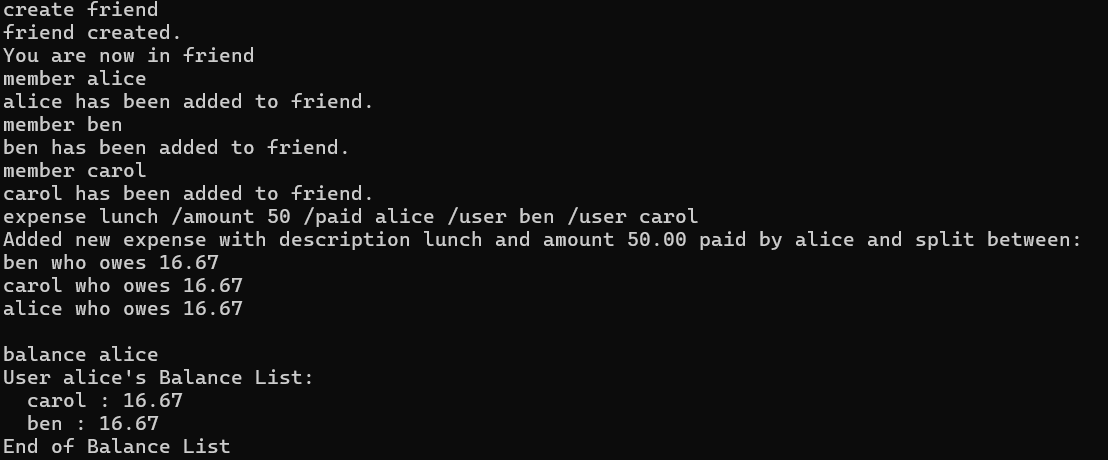 create friend
friend created.
You are now in friend
member alice
alice has been added to friend.
member ben
ben has been added to friend.
member carol
carol has been added to friend.
expense lunch /amount 50 /paid alice /user ben /user carol
Added new expense with description lunch and amount 50.00 paid by alice and split between:
ben who owes 16.67
carol who owes 16.67
alice who owes 16.67

balance alice
User alice's Balance List:
  carol : 16.67
  ben : 16.67
End of Balance List